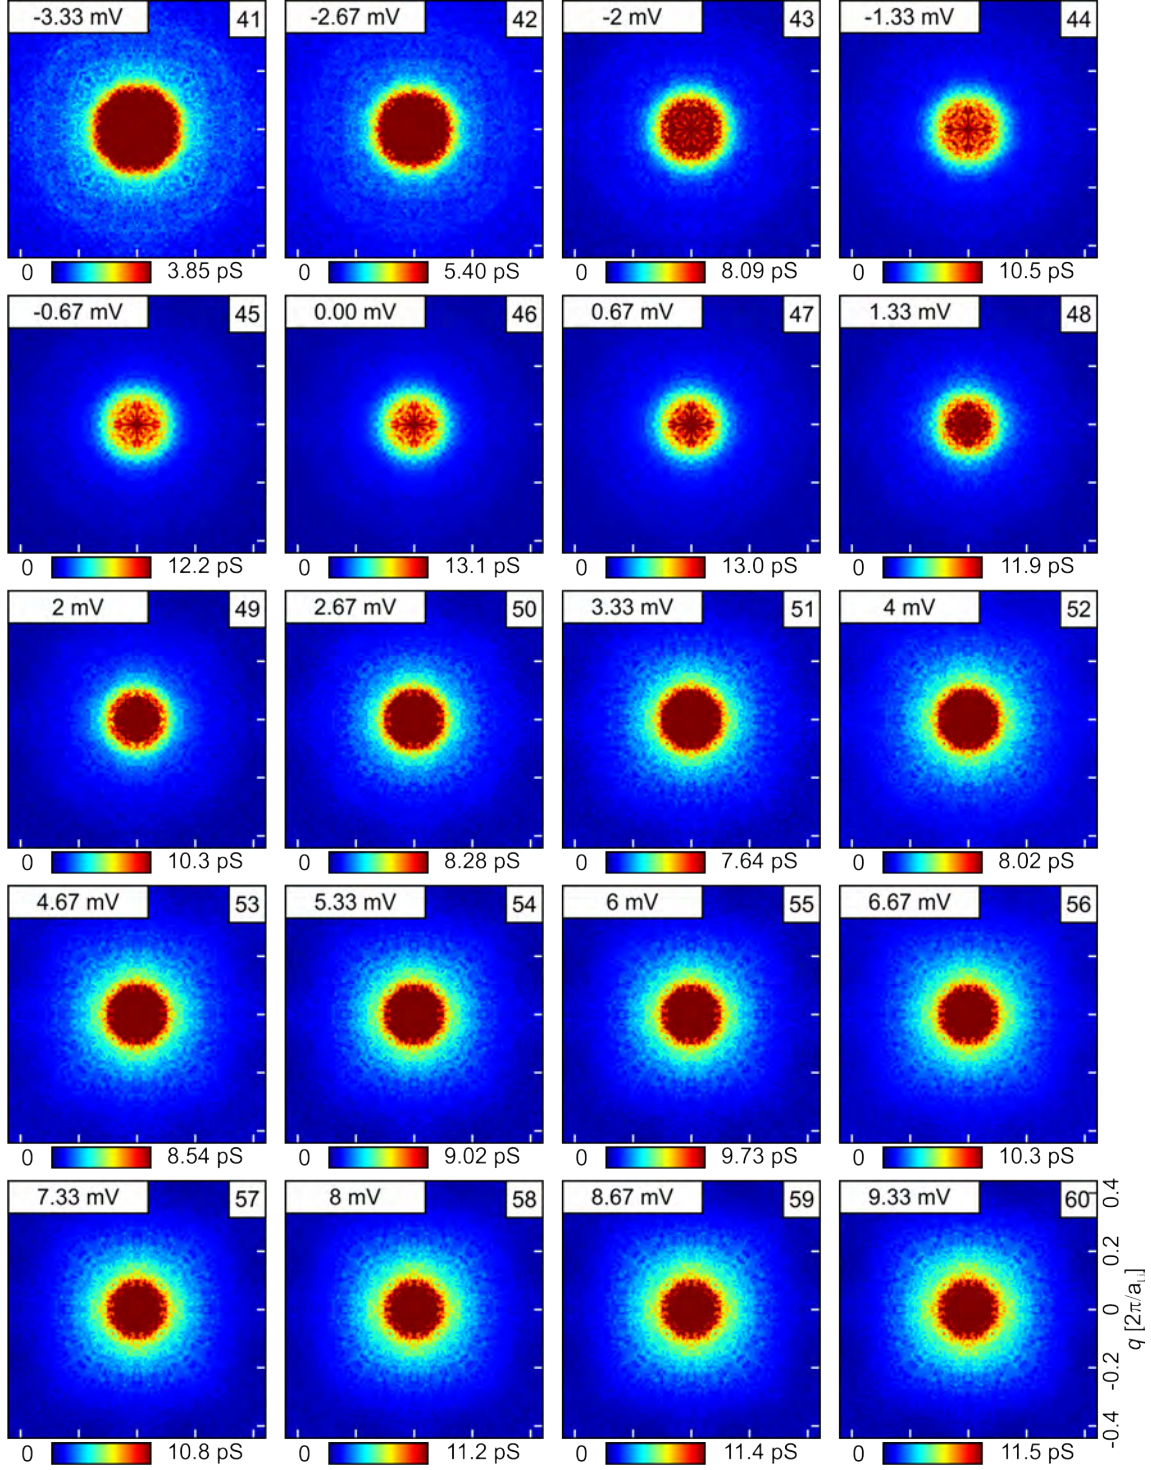 -3.33 mV 41 -2.67 mV 42 -2 mV 43 -1.33 mV 44
0 3.85 pS 0 5.40 pS 0 8.09 pS 0 10.5 pS
-0.67 mV 45 0.00 mV 46 0.67 mV 47 1.33 mV 48
0 12.2 pS 0 13.1 pS 0 13.0 pS 0 11.9 pS
2 mV 49 2.67 mV 50 3.33 mV 51 4 mV 52
0 10.3 pS 0 8.28 pS 0 7.64 pS 0 8.02 pS
4.67 mV 53 5.33 mV 54 6 mV 55 6.67 mV 56
0 8.54 pS 0 9.02 pS 0 9.73 pS 0 10.3 pS
7.33 mV 57 8 mV 58 8.67 mV 59 9.33 mV 60
0 10.8 pS 0 11.2 pS 0 11.4 pS 0 11.5 pS
-0.4 -0.2 0 0.2 0.4
q [2π/aLi]